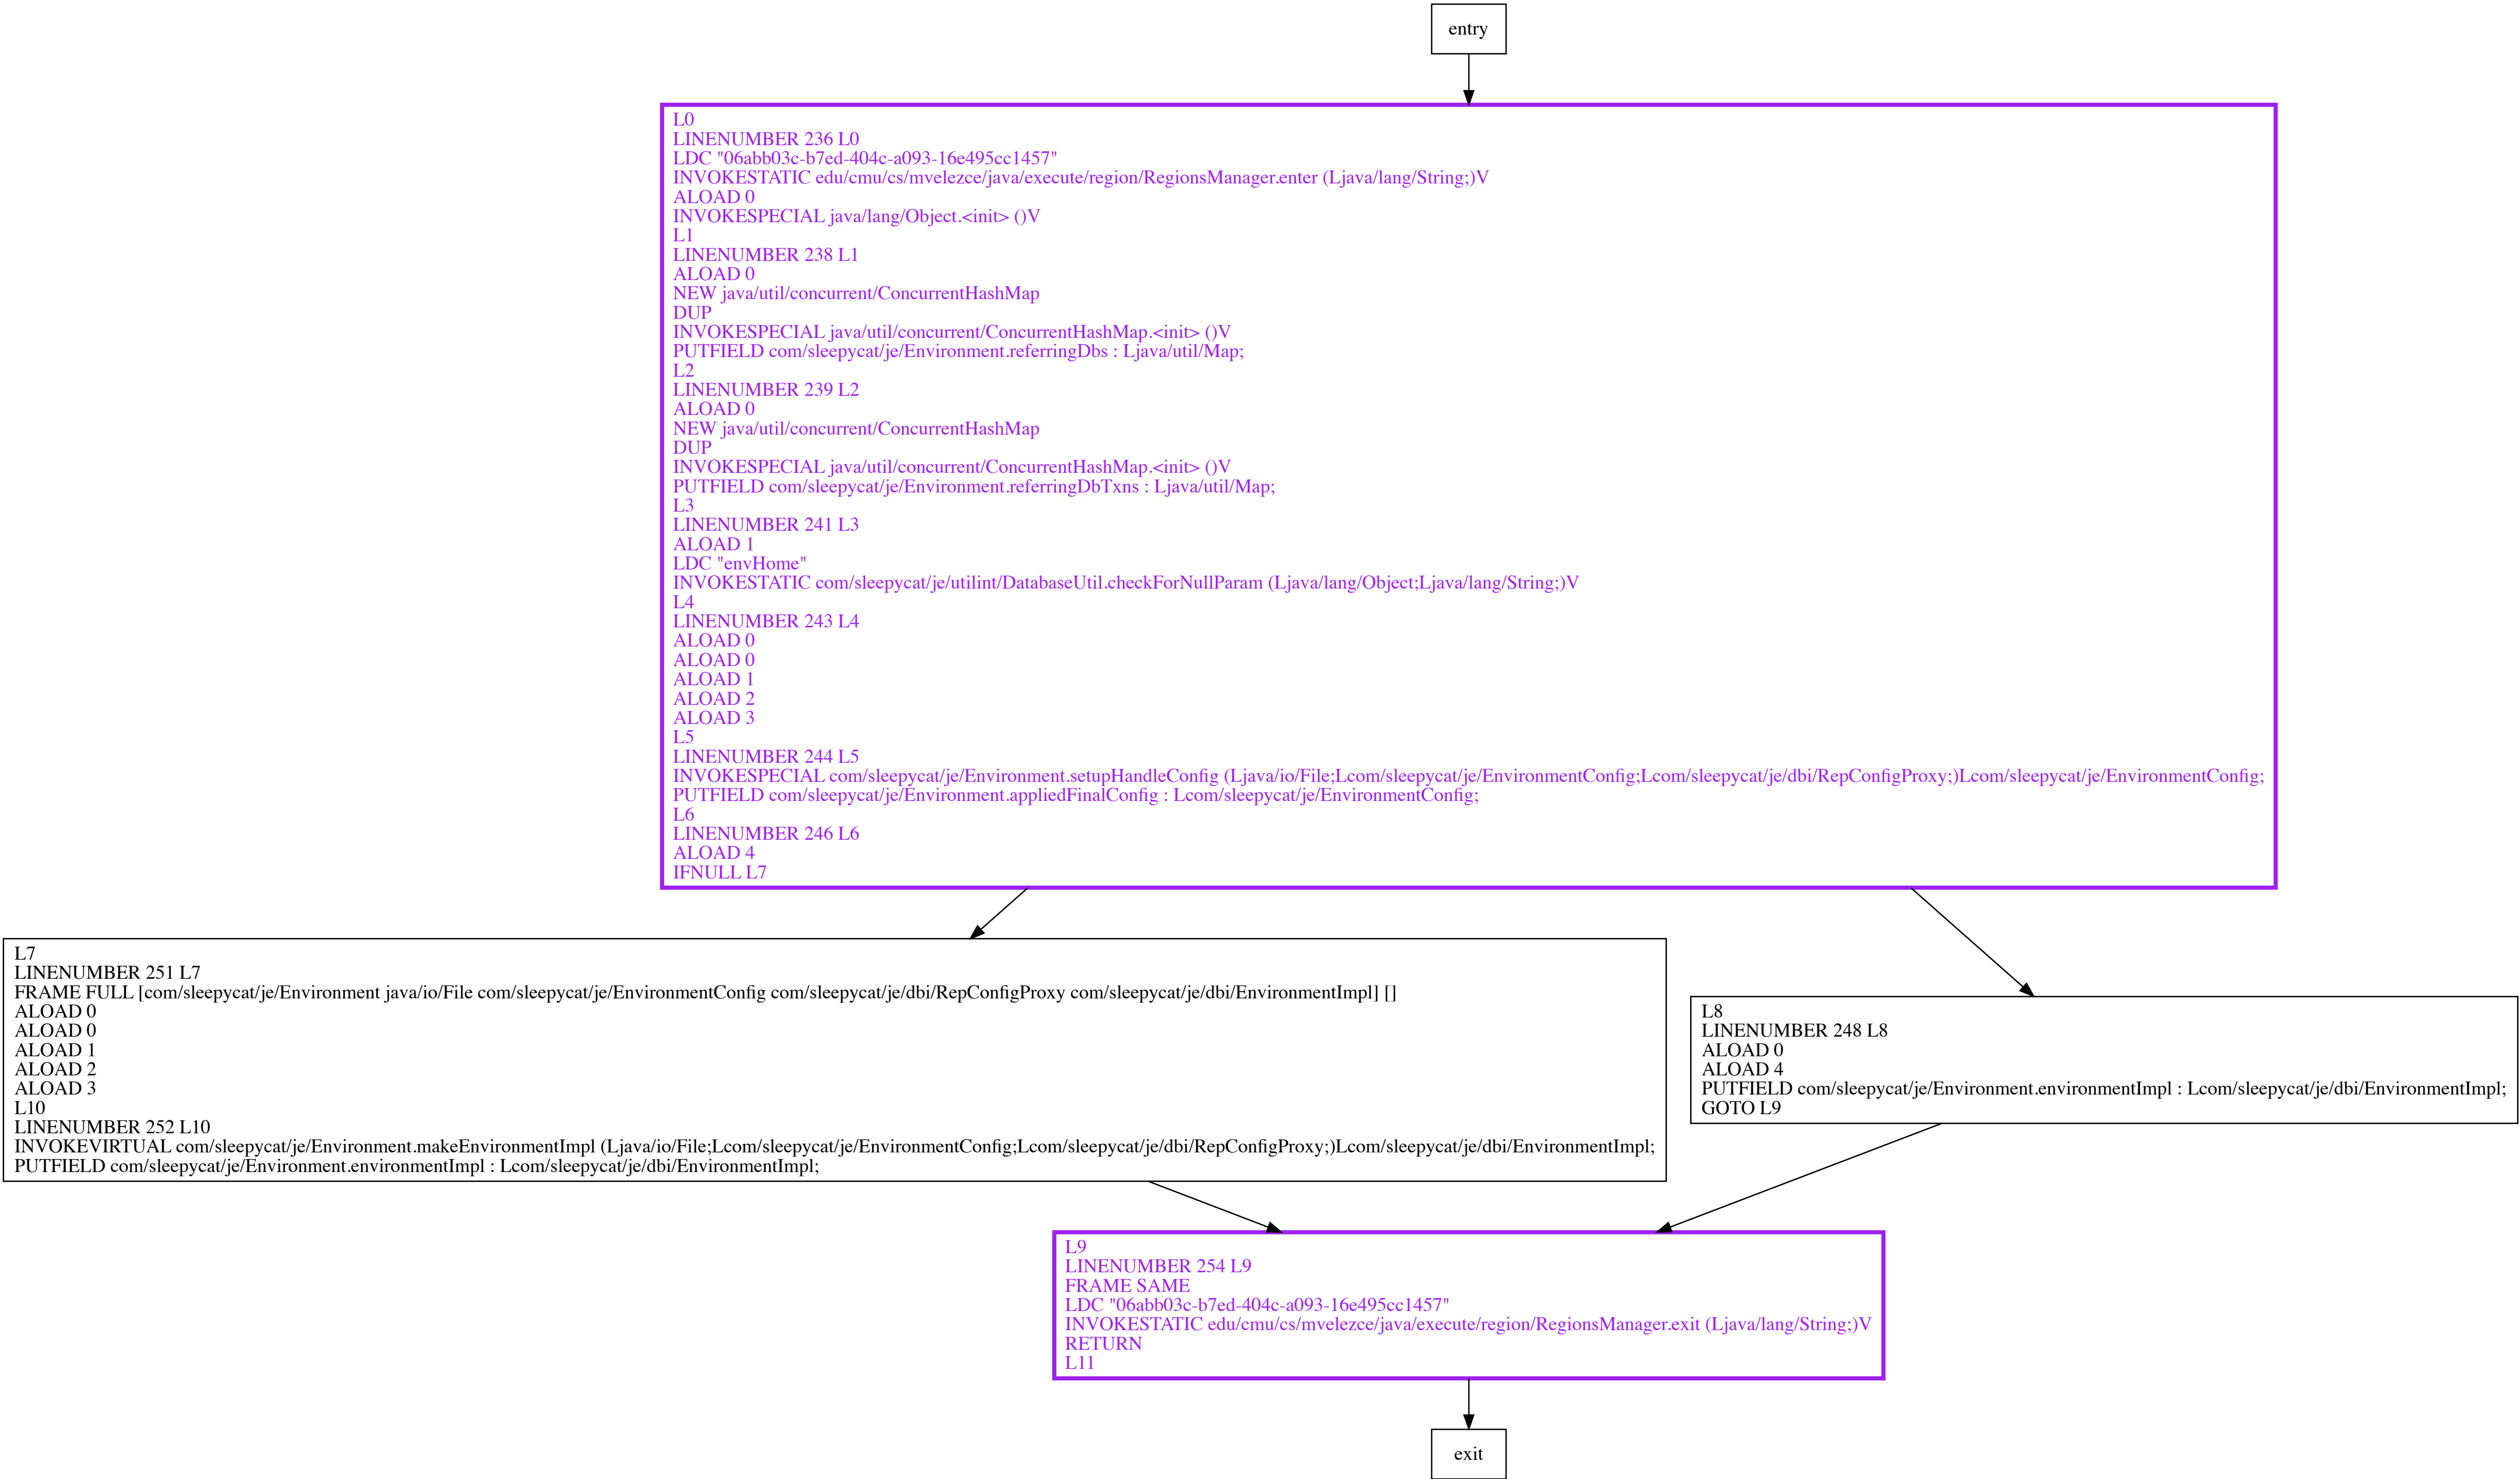 entry
L0
LINENUMBER 236 L0
LDC "06abb03c-b7ed-404c-a093-16e495cc1457"
INVOKESTATIC edu/cmu/cs/mvelezce/java/execute/region/RegionsManager.enter (Ljava/lang/String;)V
ALOAD 0
INVOKESPECIAL java/lang/Object.<init> ()V
L1
LINENUMBER 238 L1
ALOAD 0
NEW java/util/concurrent/ConcurrentHashMap
DUP
INVOKESPECIAL java/util/concurrent/ConcurrentHashMap.<init> ()V
PUTFIELD com/sleepycat/je/Environment.referringDbs : Ljava/util/Map;
L2
LINENUMBER 239 L2
ALOAD 0
NEW java/util/concurrent/ConcurrentHashMap
DUP
INVOKESPECIAL java/util/concurrent/ConcurrentHashMap.<init> ()V
PUTFIELD com/sleepycat/je/Environment.referringDbTxns : Ljava/util/Map;
L3
LINENUMBER 241 L3
ALOAD 1
LDC "envHome"
INVOKESTATIC com/sleepycat/je/utilint/DatabaseUtil.checkForNullParam (Ljava/lang/Object;Ljava/lang/String;)V
L4
LINENUMBER 243 L4
ALOAD 0
ALOAD 0
ALOAD 1
ALOAD 2
ALOAD 3
L5
LINENUMBER 244 L5
INVOKESPECIAL com/sleepycat/je/Environment.setupHandleConfig (Ljava/io/File;Lcom/sleepycat/je/EnvironmentConfig;Lcom/sleepycat/je/dbi/RepConfigProxy;)Lcom/sleepycat/je/EnvironmentConfig;
PUTFIELD com/sleepycat/je/Environment.appliedFinalConfig : Lcom/sleepycat/je/EnvironmentConfig;
L6
LINENUMBER 246 L6
ALOAD 4
IFNULL L7
L7
LINENUMBER 251 L7
FRAME FULL [com/sleepycat/je/Environment java/io/File com/sleepycat/je/EnvironmentConfig com/sleepycat/je/dbi/RepConfigProxy com/sleepycat/je/dbi/EnvironmentImpl] []
ALOAD 0
ALOAD 0
ALOAD 1
ALOAD 2
ALOAD 3
L10
LINENUMBER 252 L10
INVOKEVIRTUAL com/sleepycat/je/Environment.makeEnvironmentImpl (Ljava/io/File;Lcom/sleepycat/je/EnvironmentConfig;Lcom/sleepycat/je/dbi/RepConfigProxy;)Lcom/sleepycat/je/dbi/EnvironmentImpl;
PUTFIELD com/sleepycat/je/Environment.environmentImpl : Lcom/sleepycat/je/dbi/EnvironmentImpl;
L8
LINENUMBER 248 L8
ALOAD 0
ALOAD 4
PUTFIELD com/sleepycat/je/Environment.environmentImpl : Lcom/sleepycat/je/dbi/EnvironmentImpl;
GOTO L9
L9
LINENUMBER 254 L9
FRAME SAME
LDC "06abb03c-b7ed-404c-a093-16e495cc1457"
INVOKESTATIC edu/cmu/cs/mvelezce/java/execute/region/RegionsManager.exit (Ljava/lang/String;)V
RETURN
L11
exit